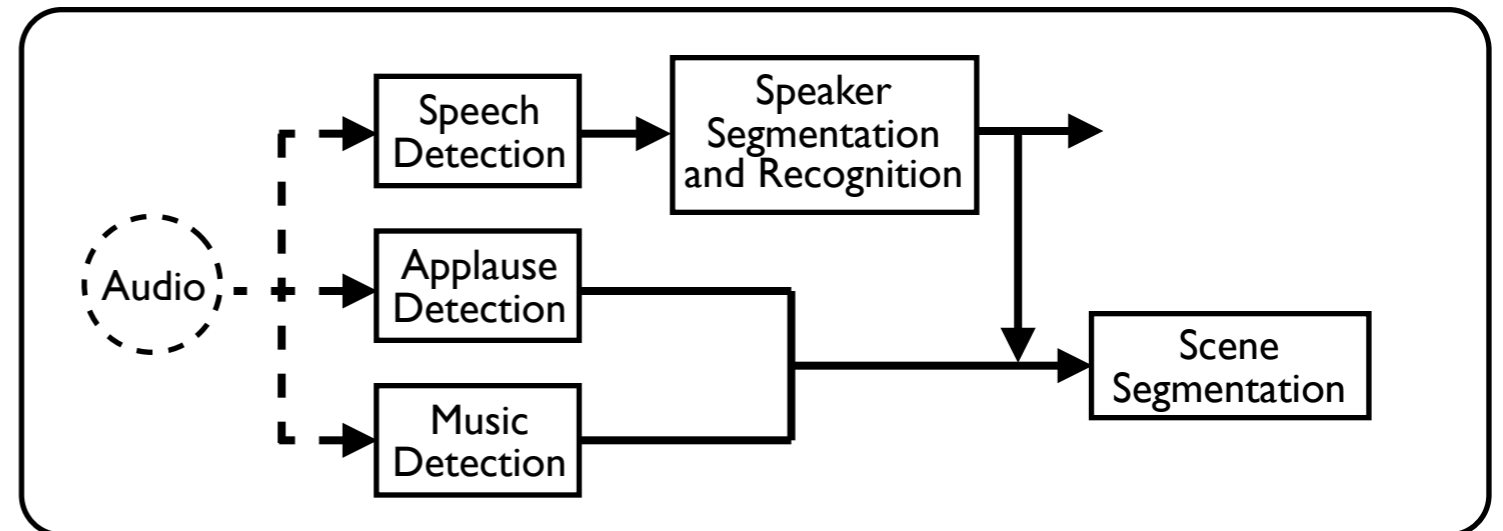 Audio
Speech
Detection
Speaker
Segmentation
and Recognition
Applause
Detection
Music
Detection
Scene
Segmentation